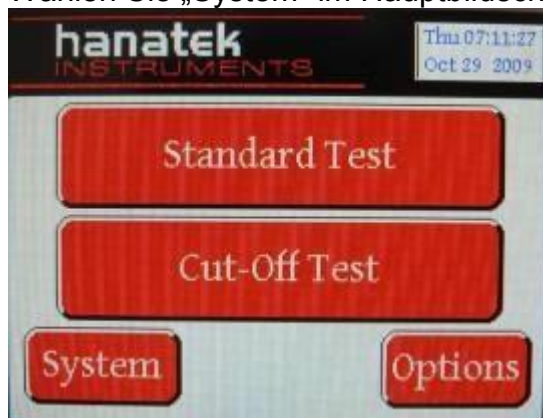 Wählen Sie „System“ im Hauptbildsch
hanatek
INSTRUMENTS
Thu 07:11:27
Oct 29 2009
Standard Test
Cut-Off Test
System
Options